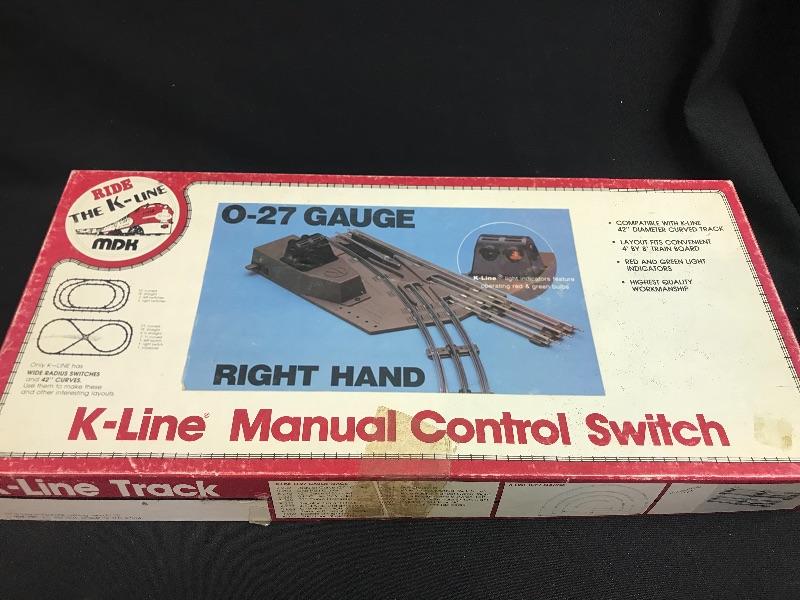 RIDE
THE K-LINE
MDK
O-27 GAUGE
K-Line light indicators feature
operating red & green bulbs
RIGHT HAND
• COMPATIBLE WITH K-LINE
42" DIAMETER CURVED TRACK
• LAYOUT FITS CONVENIENT
4' BY 8' TRAIN BOARD
• RED AND GREEN LIGHT
INDICATORS
• HIGHEST QUALITY
WORKMANSHIP
Only K-LINE has
WIDE RADIUS SWITCHES
and 42" CURVES.
Use them to make these
and other interesting layouts
K-Line® Manual Control Switch
-Line Track